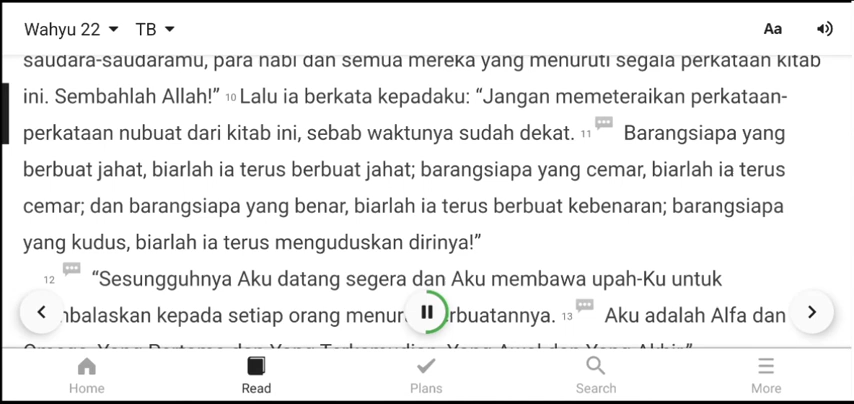 Wahyu 22 TB Aa
saudara-saudaramu, para nabi dan semua mereka yang menuruti segala perkataan kitab
ini. Sembahlah Allah!” 10 Lalu ia berkata kepadaku: “Jangan memeteraikan perkataan-
perkataan nubuat dari kitab ini, sebab waktunya sudah dekat. 11 Barangsiapa yang
berbuat jahat, biarlah ia terus berbuat jahat; barangsiapa yang cemar, biarlah ia terus
cemar; dan barangsiapa yang benar, biarlah ia terus berbuat kebenaran; barangsiapa
yang kudus, biarlah ia terus menguduskan dirinya!”
12 “Sesungguhnya Aku datang segera dan Aku membawa upah-Ku untuk
kepada setiap orang 13 Aku adalah Alfa dan
Home Read Plans Search More